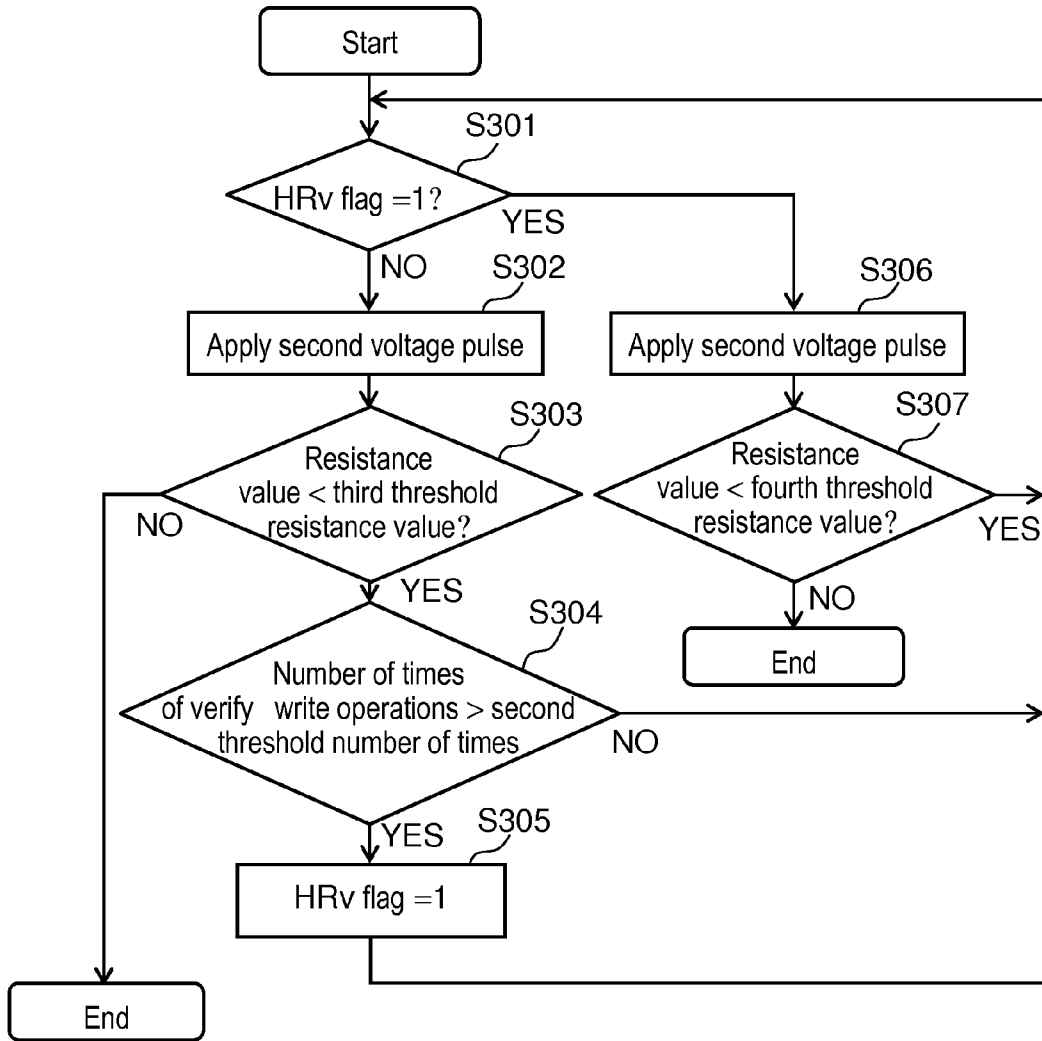 Start
S301
HRv flag =1?
YES
NO
S302
Apply second voltage pulse
S306
Apply second voltage pulse
S303
Resistance
value < third threshold
resistance value?
NO
YES
S307
Resistance
value < fourth threshold
resistance value?
YES
NO
End
S304
Number of times
of verify write operations > second
threshold number of times
NO
YES
S305
HRv flag =1
End